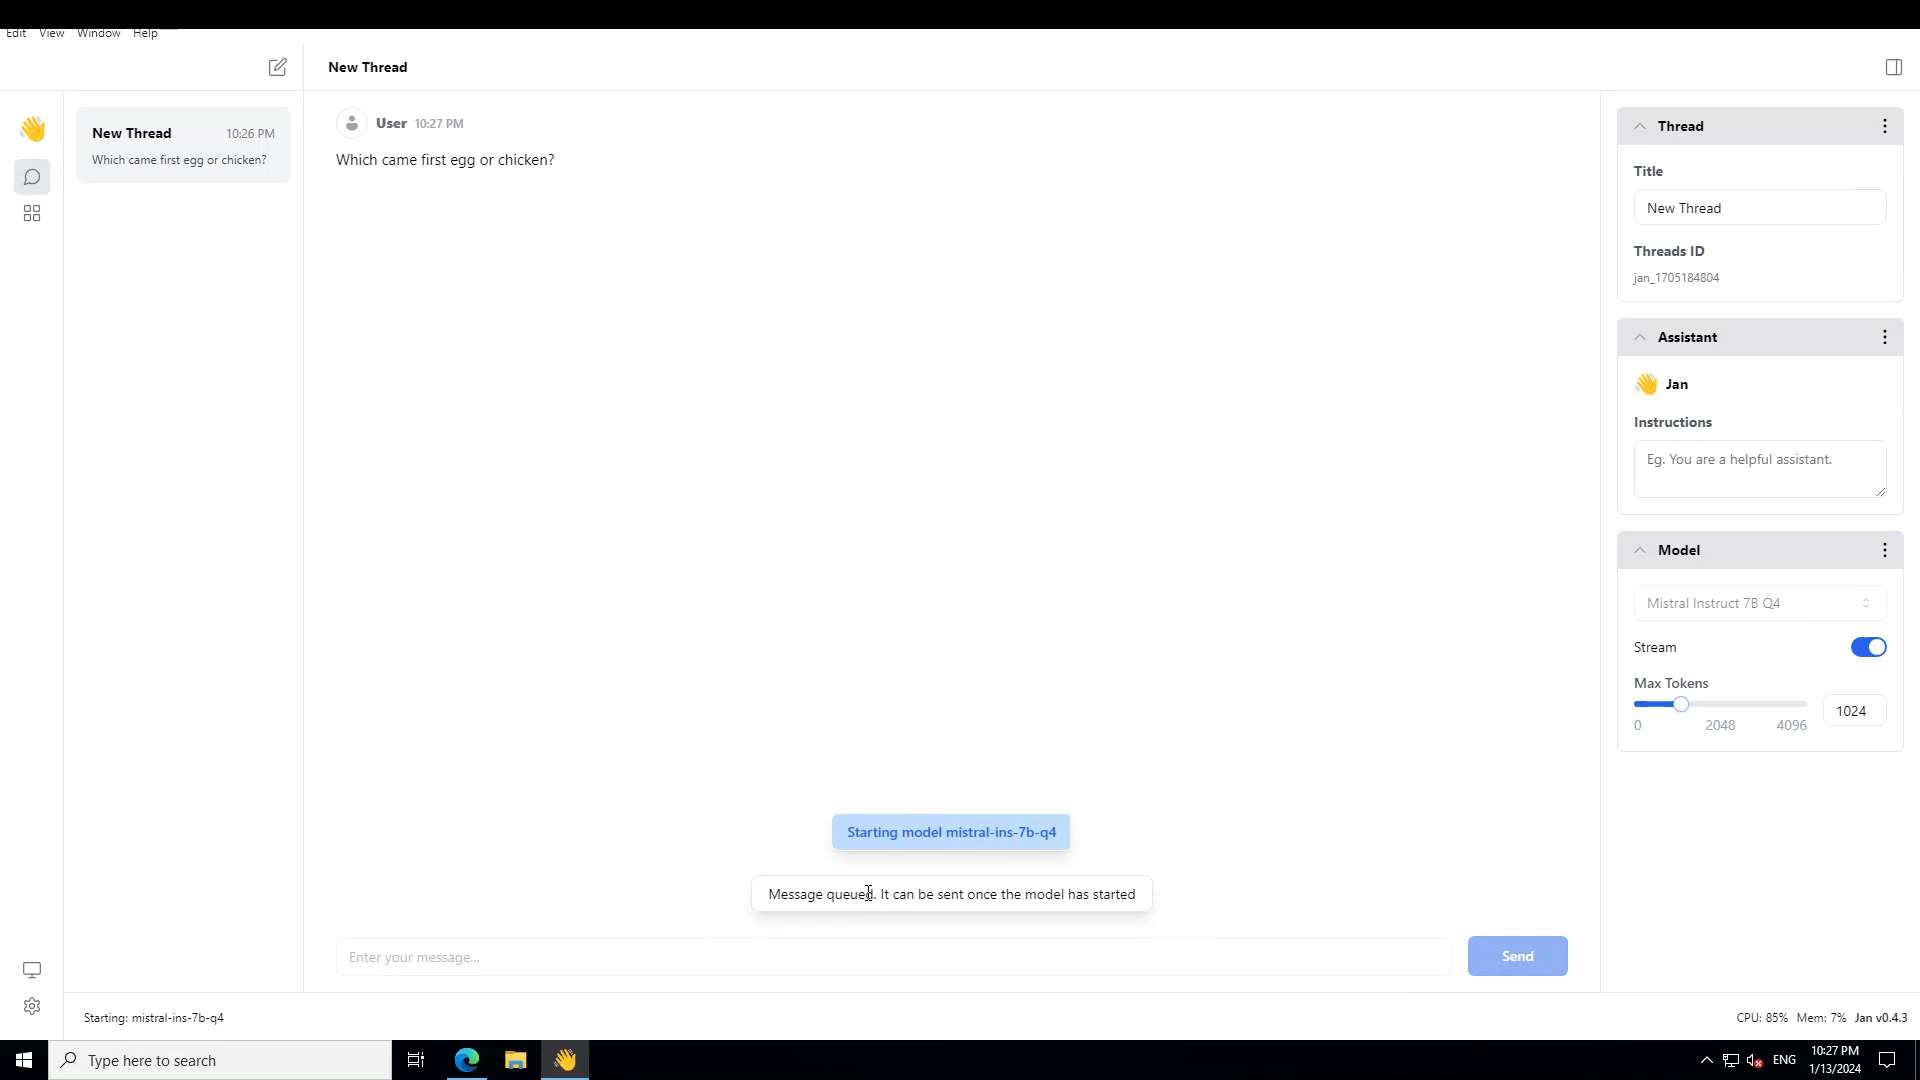 Edit View Window Help
New Thread
New Thread 10:26 PM
Which came first egg or chicken?
User 10:27 PM
Which came first egg or chicken?
Thread
Title
New Thread
Threads ID
jan_1705184804
Assistant
Jan
Instructions
Eg. You are a helpful assistant.
Model
Mistral Instruct 7B Q4
Stream
Max Tokens
1024
0 2048 4096
Starting model mistral-ins-7b-q4
Message queued. It can be sent once the model has started
Enter your message...
Send
Starting: mistral-ins-7b-q4
CPU: 85% Mem: 7% Jan v0.4.3
Type here to search
ENG
10:27 PM
1/13/2024